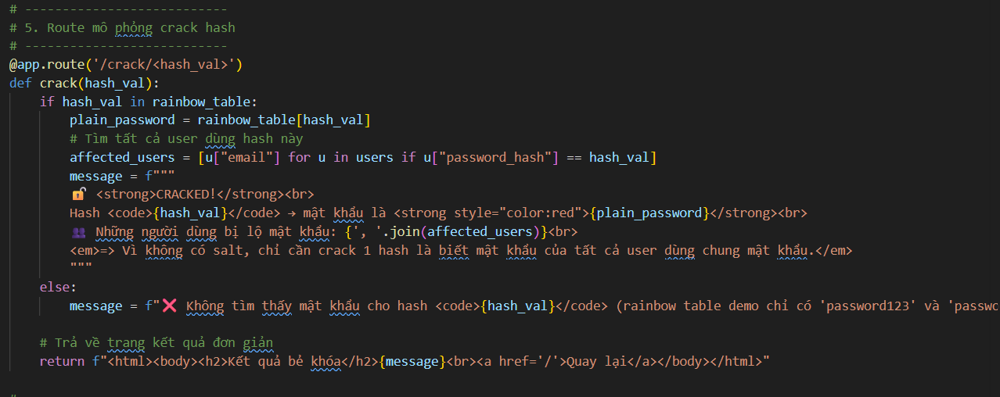 # ---------------------------
# 5. Route mô phỏng crack hash
# ---------------------------
@app.route('/crack/<hash_val>')
def crack(hash_val):
    if hash_val in rainbow_table:
        plain_password = rainbow_table[hash_val]
        # Tìm tất cả user dùng hash này
        affected_users = [u["email"] for u in users if u["password_hash"] == hash_val]
        message = f"""
        🔓 <strong>CRACKED!</strong><br>
        Hash <code>{hash_val}</code> → mật khẩu là <strong style="color:red">{plain_password}</strong><br>
        👥 Những người dùng bị lộ mật khẩu: {', '.join(affected_users)}<br>
        <em>=> Vì không có salt, chỉ cần crack 1 hash là biết mật khẩu của tất cả user dùng chung mật khẩu.</em>
        """
    else:
        message = f"❌ Không tìm thấy mật khẩu cho hash <code>{hash_val}</code> (rainbow table demo chỉ có 'password123' và
    # Trả về trang kết quả đơn giản
    return f"<html><body><h2>Kết quả bẻ khóa</h2>{message}<br><a href='/'>Quay lại</a></body></html>"